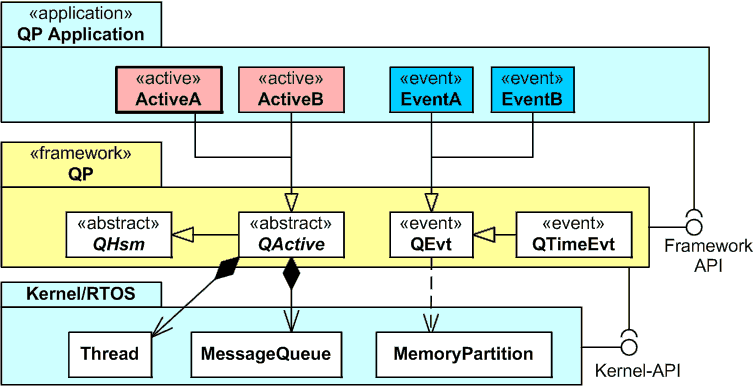 «application»
QP Application
«active»
ActiveA
«active»
ActiveB
«event»
EventA
«event»
EventB
«framework»
QP
«abstract»
QHsm
«abstract»
QActive
«event»
QEvt
«event»
QTimeEvt
Framework
API
Kernel/RTOS
Thread
MessageQueue
MemoryPartition
Kernel-API